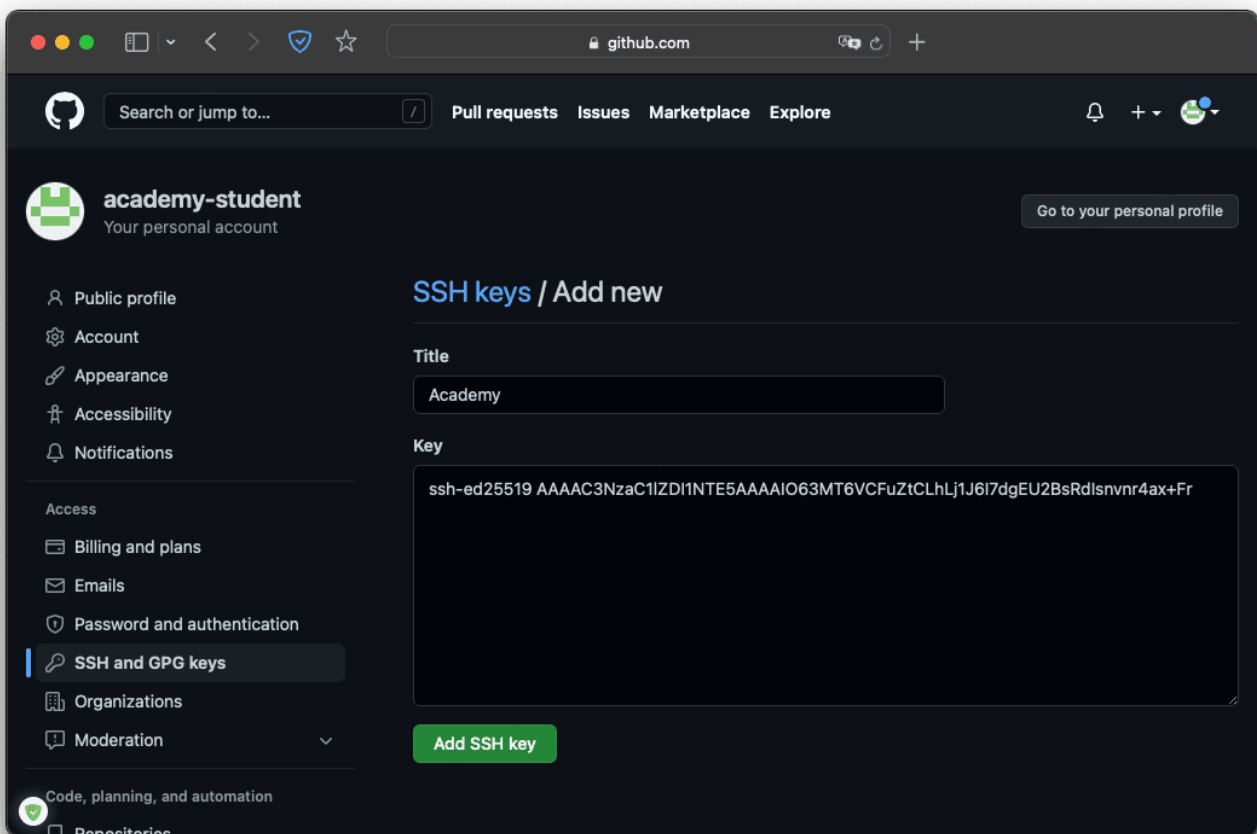 github.com
Search or jump to... /
Pull requests Issues Marketplace Explore
academy-student
Your personal account
Go to your personal profile
Public profile
Account
Appearance
Accessibility
Notifications
Access
Billing and plans
Emails
Password and authentication
SSH and GPG keys
Organizations
Moderation
Code, planning, and automation
Repositories
SSH keys / Add new
Title
Academy
Key
ssh-ed25519 AAAAC3NzaC1lZDI1NTE5AAAAIO63MT6VCFuZtCLhLj1J6I7dgEU2BsRdIsnvnr4ax+Fr
Add SSH key